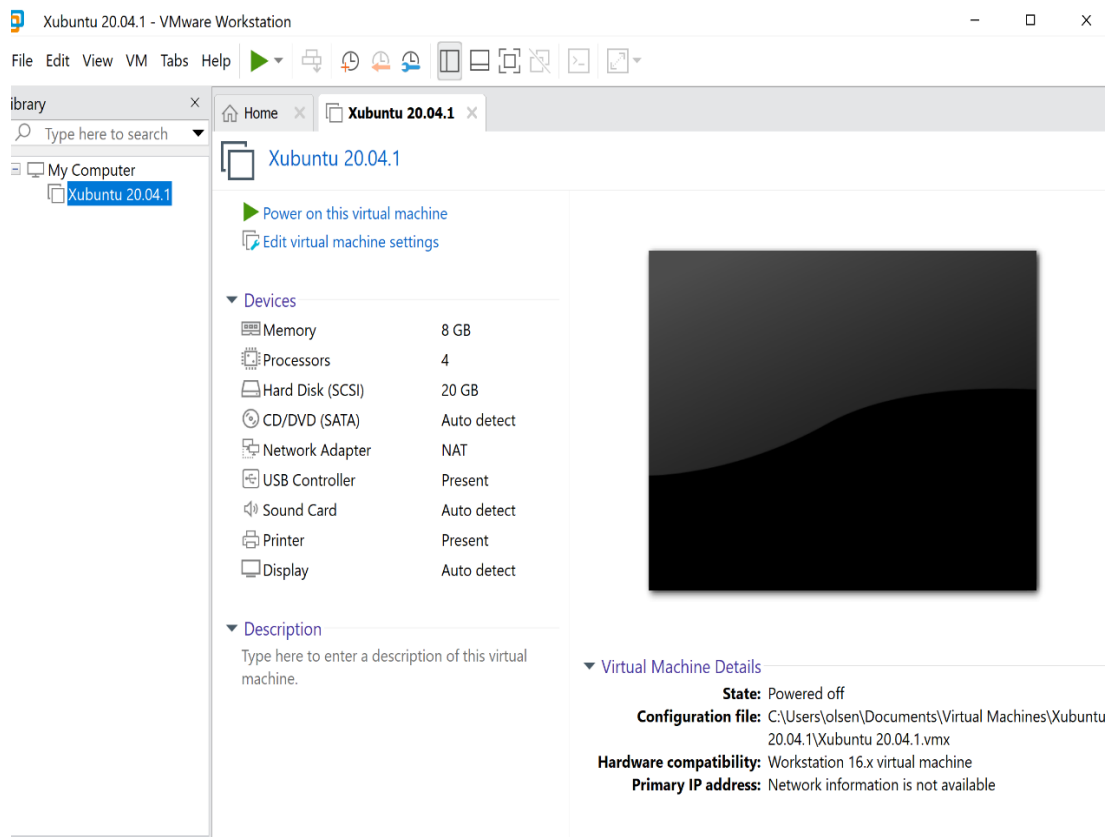 Xubuntu 20.04.1 - VMware Workstation
File Edit View VM Tabs Help
ibrary
Home
Xubuntu 20.04.1
Type here to search
My Computer
Xubuntu 20.04.1
Xubuntu 20.04.1
Power on this virtual machine
Edit virtual machine settings
Devices
Memory 8 GB
Processors 4
Hard Disk (SCSI) 20 GB
CD/DVD (SATA) Auto detect
Network Adapter NAT
USB Controller Present
Sound Card Auto detect
Printer Present
Display Auto detect
Description
Type here to enter a description of this virtual
machine.
Virtual Machine Details
State: Powered off
Configuration file: C:\Users\olsen\Documents\Virtual Machines\Xubuntu
20.04.1\Xubuntu 20.04.1.vmx
Hardware compatibility: Workstation 16.x virtual machine
Primary IP address: Network information is not available